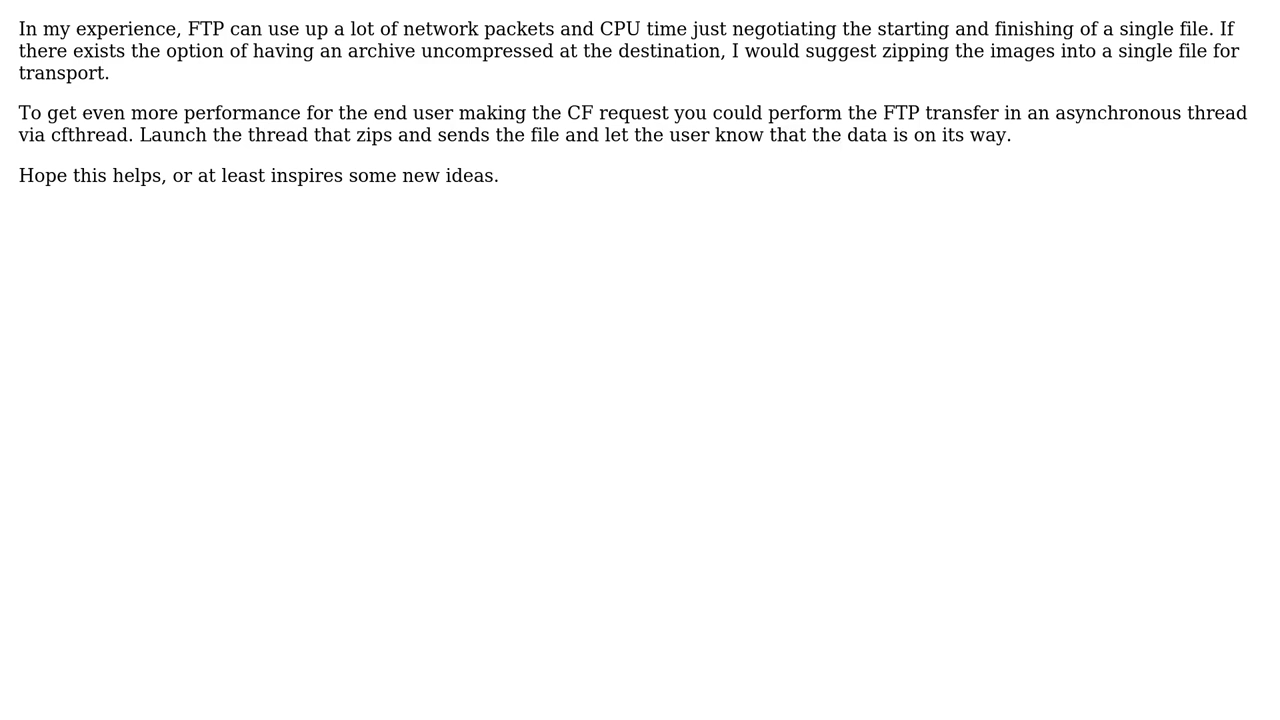 In my experience, FTP can use up a lot of network packets and CPU time just negotiating the starting and finishing of a single file. If
there exists the option of having an archive uncompressed at the destination, I would suggest zipping the images into a single file for
transport.
To get even more performance for the end user making the CF request you could perform the FTP transfer in an asynchronous thread
via cfthread. Launch the thread that zips and sends the file and let the user know that the data is on its way.
Hope this helps, or at least inspires some new ideas.